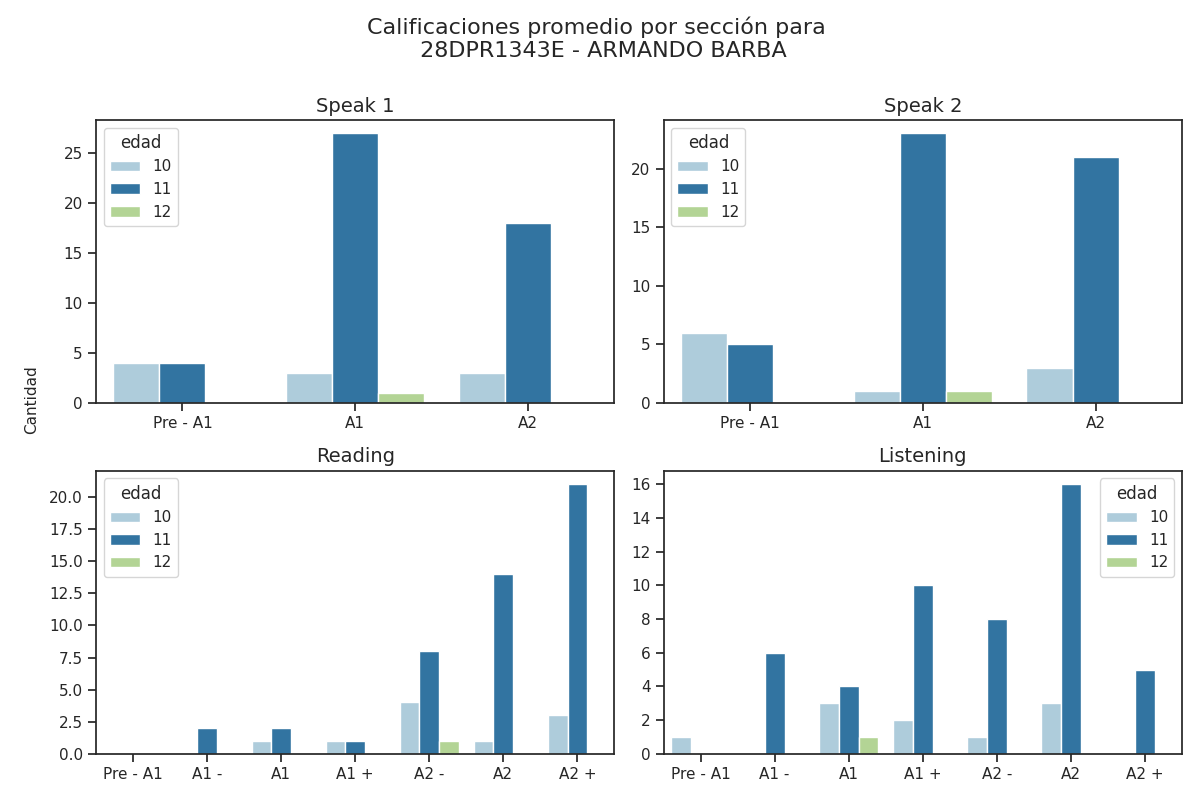 Calificaciones promedio por sección para
28DPR1343E - ARMANDO BARBA
Speak 1
edad
10
11
12
25
20
15
10
5
0
Pre - A1
A1
A2
Speak 2
edad
10
11
12
20
15
10
5
0
Pre - A1
A1
A2
Cantidad
Reading
edad
10
11
12
20.0
17.5
15.0
12.5
10.0
7.5
5.0
2.5
0.0
Pre - A1
A1 -
A1
A1 +
A2 -
A2
A2 +
Listening
edad
10
11
12
16
14
12
10
8
6
4
2
0
Pre - A1
A1 -
A1
A1 +
A2 -
A2
A2 +